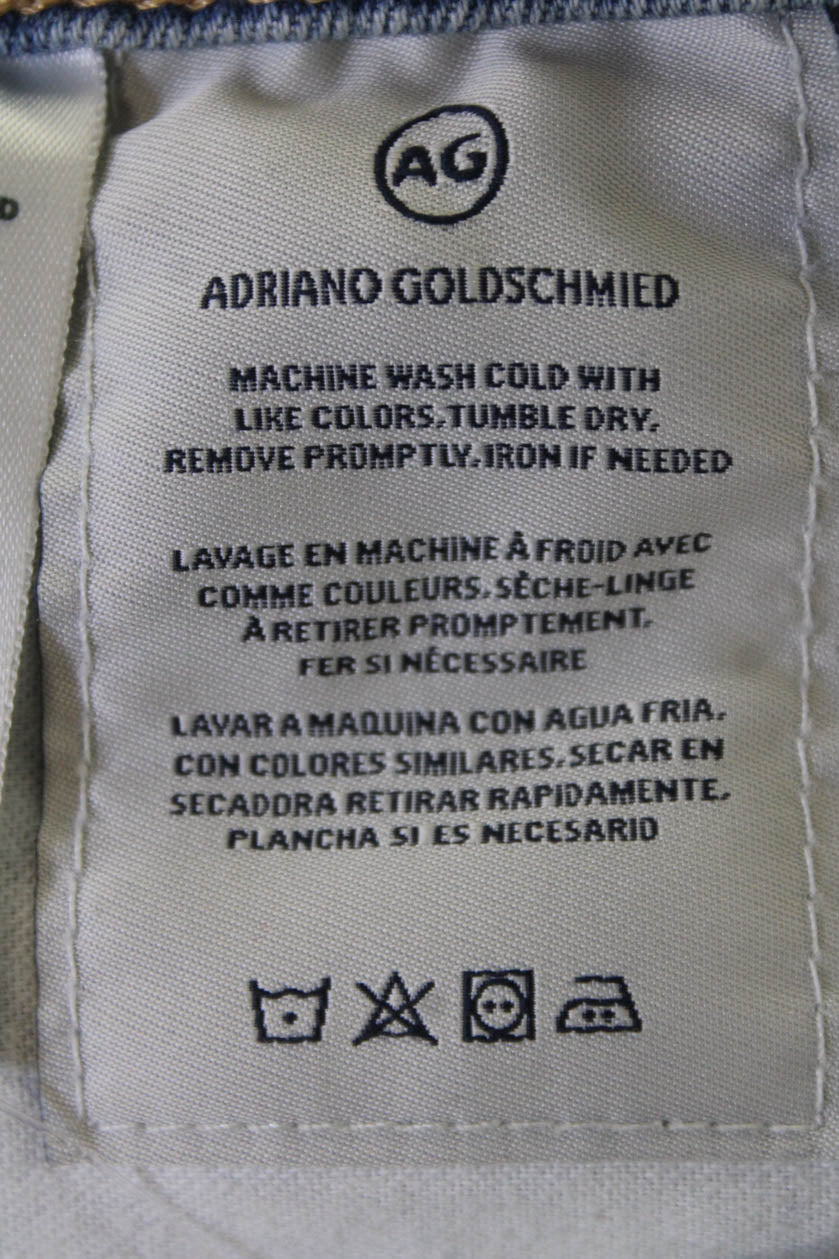 AG
ADRIANO GOLDSCHMIED
MACHINE WASH COLD WITH
LIKE COLORS. TUMBLE DRY.
REMOVE PROMPTLY. IRON IF NEEDED
LAVAGE EN MACHINE À FROID AVEC
COMME COULEURS. SÈCHE-LINGE
À RETIRER PROMPTEMENT.
FER SI NÉCESSAIRE
LAVAR A MAQUINA CON AGUA FRIA.
CON COLORES SIMILARES. SECAR EN
SECADORA RETIRAR RAPIDAMENTE.
PLANCHA SI ES NECESARIO